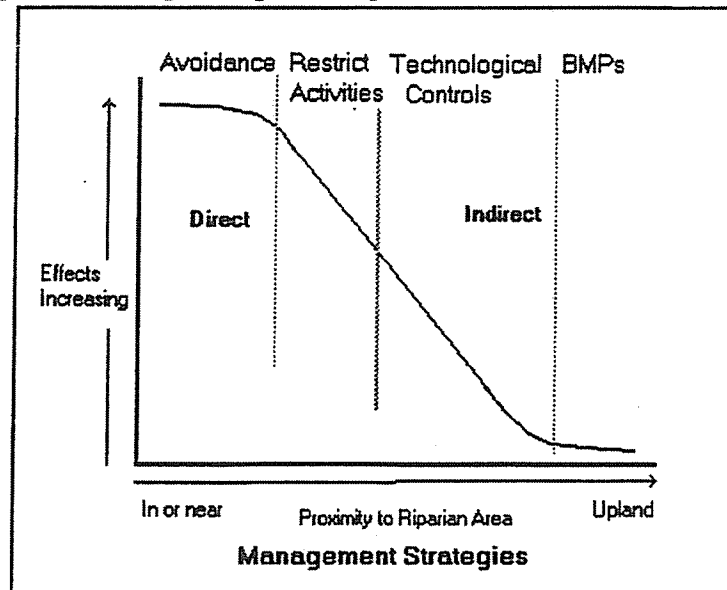 Avoidance Restrict Technological BMPs
Activities Controls
Direct
Indirect
Effects
Increasing
In or near
Proximity to Riparian Area
Upland
Management Strategies